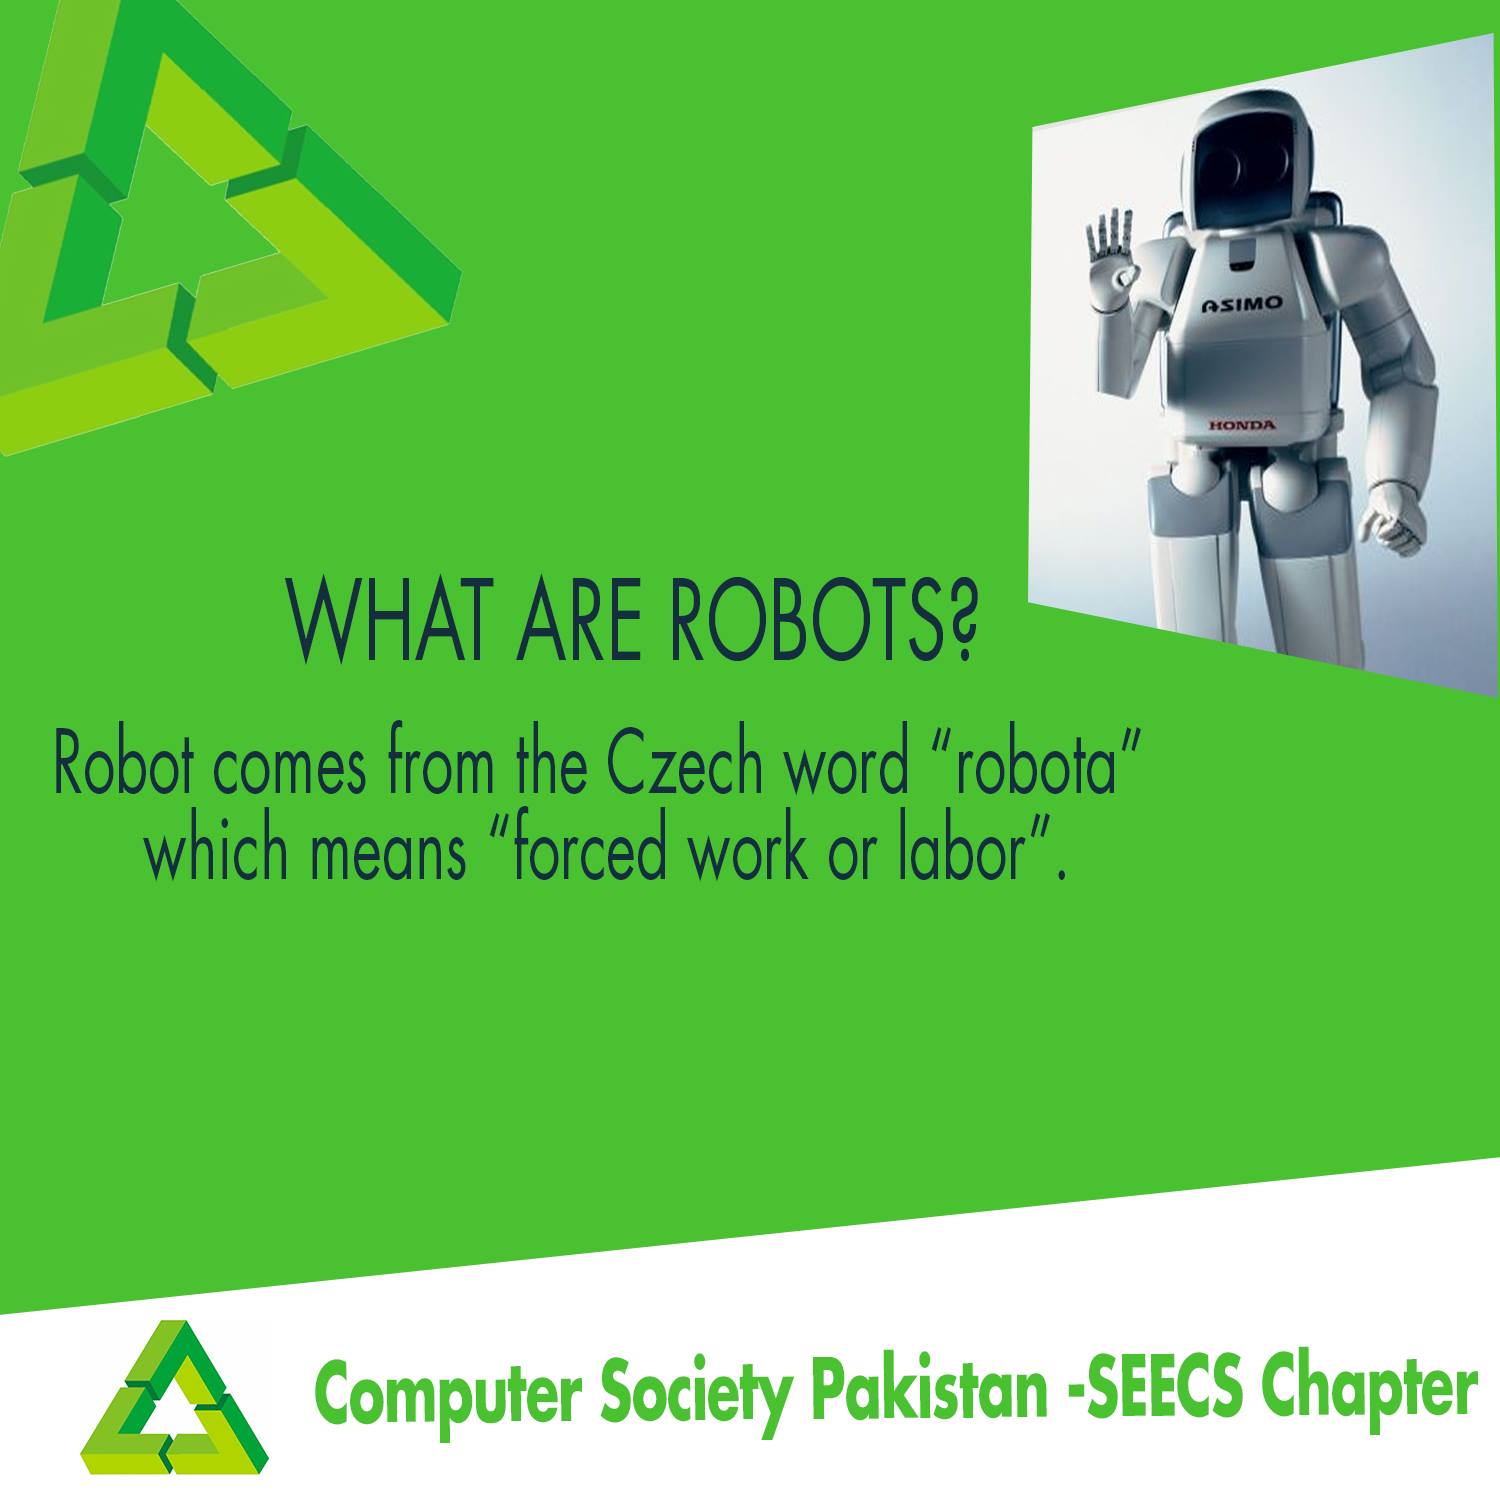 ASIMO
HONDA
WHAT ARE ROBOTS?
Robot comes from the Czech word “robota”
which means “forced work or labor”.
Computer Society Pakistan -SEECS Chapter